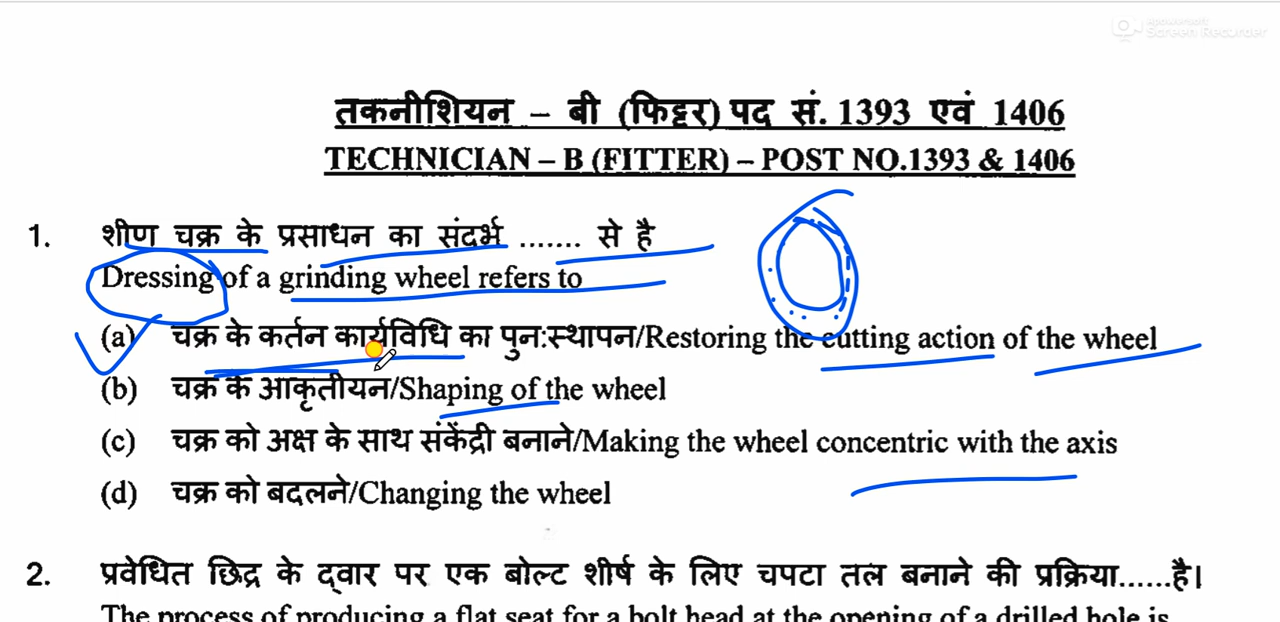 Apowersoft
Screen Recorder
तकनीशियन – बी (फिट्टर) पद सं. 1393 एवं 1406
TECHNICIAN – B (FITTER) – POST NO.1393 & 1406
1. शीण चक्र के प्रसाधन का संदर्भ ....... से है
Dressing of a grinding wheel refers to
(a) चक्र के कर्तन कार्यविधि का पुन:स्थापन/Restoring the cutting action of the wheel
(b) चक्र के आकृतीयन/Shaping of the wheel
(c) चक्र को अक्ष के साथ संकेंद्री बनाने/Making the wheel concentric with the axis
(d) चक्र को बदलने/Changing the wheel
2. प्रवेधित छिद्र के द्वार पर एक बोल्ट शीर्ष के लिए चपटा तल बनाने की प्रक्रिया......है।
The process of producing a flat seat for a bolt head at the opening of a drilled hole is